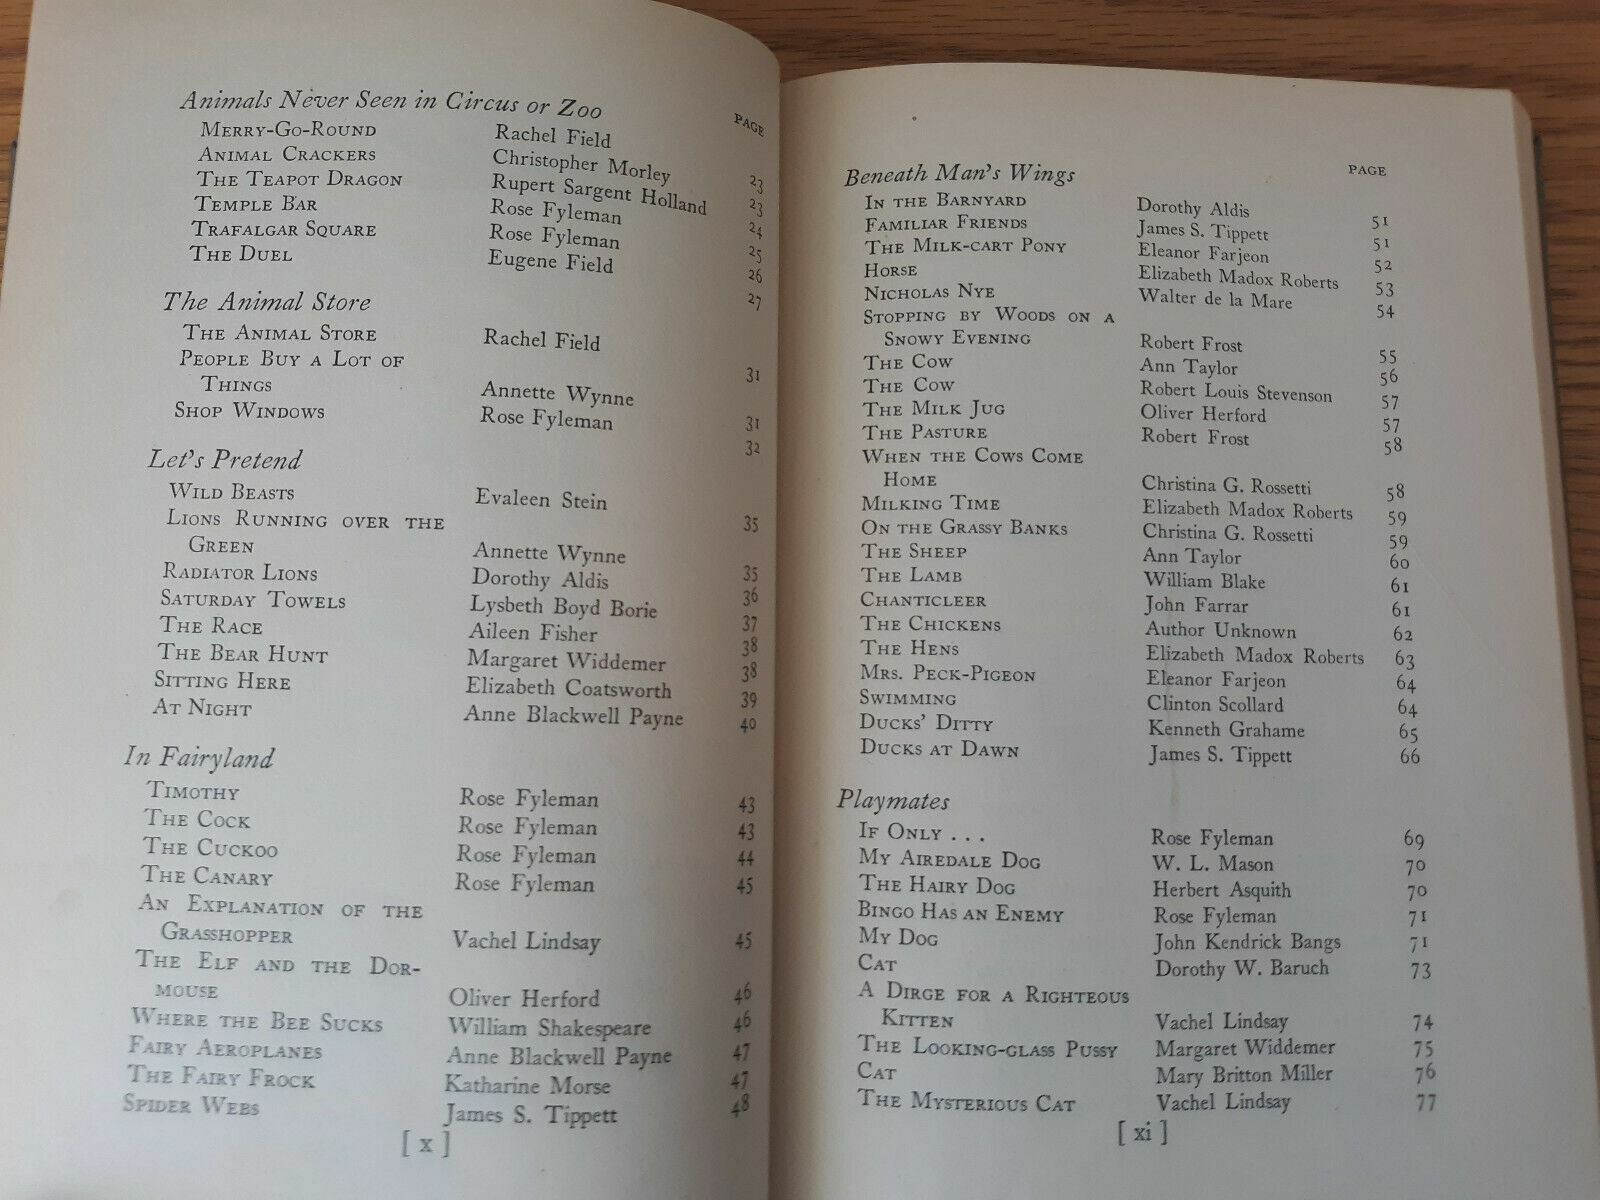 Animals Never Seen in Circus or Zoo PAGE
Merry-Go-Round Rachel Field 23
Animal Crackers Christopher Morley 23
The Teapot Dragon Rupert Sargent Holland 24
Temple Bar Rose Fyleman 25
Trafalgar Square Rose Fyleman 26
The Duel Eugene Field 27
The Animal Store
The Animal Store Rachel Field 31
People Buy a Lot of
Things Annette Wynne 31
Shop Windows Rose Fyleman 32
Let's Pretend
Wild Beasts Evaleen Stein 35
Lions Running over the
Green Annette Wynne 35
Radiator Lions Dorothy Aldis 36
Saturday Towels Lysbeth Boyd Borie 37
The Race Aileen Fisher 38
The Bear Hunt Margaret Widdemer 38
Sitting Here Elizabeth Coatsworth 39
At Night Anne Blackwell Payne 40
In Fairyland
Timothy Rose Fyleman 43
The Cock Rose Fyleman 43
The Cuckoo Rose Fyleman 44
The Canary Rose Fyleman 45
An Explanation of the
Grasshopper Vachel Lindsay 45
The Elf and the Dor-
mouse Oliver Herford 46
Where the Bee Sucks William Shakespeare 46
Fairy Aeroplanes Anne Blackwell Payne 47
The Fairy Frock Katharine Morse 47
Spider Webs James S. Tippett 48
[ x ]
Beneath Man's Wings PAGE
In the Barnyard Dorothy Aldis 51
Familiar Friends James S. Tippett 51
The Milk-cart Pony Eleanor Farjeon 52
Horse Elizabeth Madox Roberts 53
Nicholas Nye Walter de la Mare 54
Stopping by Woods on a
Snowy Evening Robert Frost 55
The Cow Ann Taylor 56
The Cow Robert Louis Stevenson 57
The Milk Jug Oliver Herford 57
The Pasture Robert Frost 58
When the Cows Come
Home Christina G. Rossetti 58
Milking Time Elizabeth Madox Roberts 59
On the Grassy Banks Christina G. Rossetti 59
The Sheep Ann Taylor 60
The Lamb William Blake 61
Chanticleer John Farrar 61
The Chickens Author Unknown 62
The Hens Elizabeth Madox Roberts 63
Mrs. Peck-Pigeon Eleanor Farjeon 64
Swimming Clinton Scollard 64
Ducks' Ditty Kenneth Grahame 65
Ducks at Dawn James S. Tippett 66
Playmates
If Only . . . Rose Fyleman 69
My Airedale Dog W. L. Mason 70
The Hairy Dog Herbert Asquith 70
Bingo Has an Enemy Rose Fyleman 71
My Dog John Kendrick Bangs 71
Cat Dorothy W. Baruch 73
A Dirge for a Righteous
Kitten Vachel Lindsay 74
The Looking-glass Pussy Margaret Widdemer 75
Cat Mary Britton Miller 76
The Mysterious Cat Vachel Lindsay 77
[ xi ]